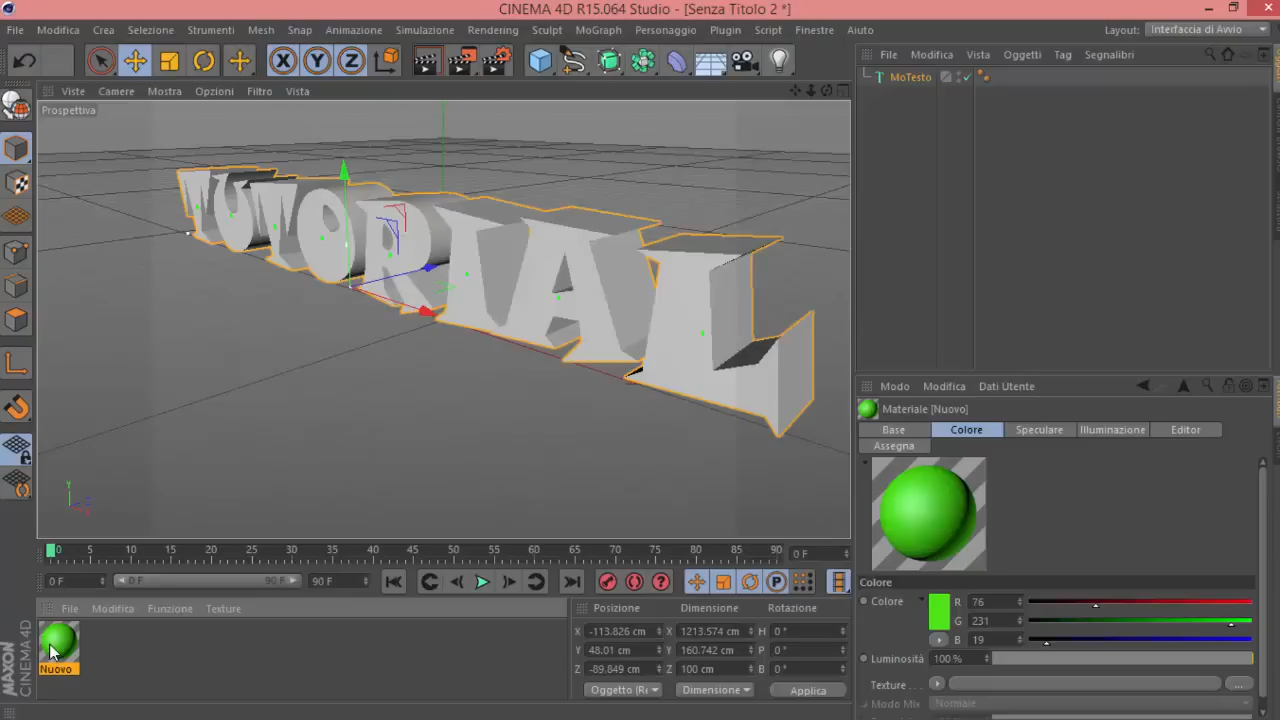 CINEMA 4D R15.064 Studio - [Senza Titolo 2 *]
File Modifica Crea Selezione Strumenti Mesh Snap Animazione Simulazione Rendering Sculpt MoGraph Personaggio Plugin Script Finestre Aiuto Layout: Interfaccia di Avvio
X Y Z
File Modifica Vista Oggetti Tag Segnalibri
MoTesto
Viste Camere Mostra Opzioni Filtro Vista
Prospettiva
TUTORIAL
Y
Modo Modifica Dati Utente
Materiale [Nuovo]
Base Colore Speculare Illuminazione Editor
Assegna
Colore
Colore R 76
G 231
B 19
Luminosità 100 %
Texture . . .
Modo Mix Normale
0 5 10 15 20 25 30 35 40 45 50 55 60 65 70 75 80 85 90 0 F
0 F 0 F 90 F 90 F
P
File Modifica Funzione Texture
Nuovo
Posizione Dimensione Rotazione
X -113.826 cm X 1213.574 cm H 0 °
Y 48.01 cm Y 160.742 cm P 0 °
Z -89.849 cm Z 100 cm B 0 °
Oggetto (Re Dimensione Applica
MAXON
CINEMA 4D